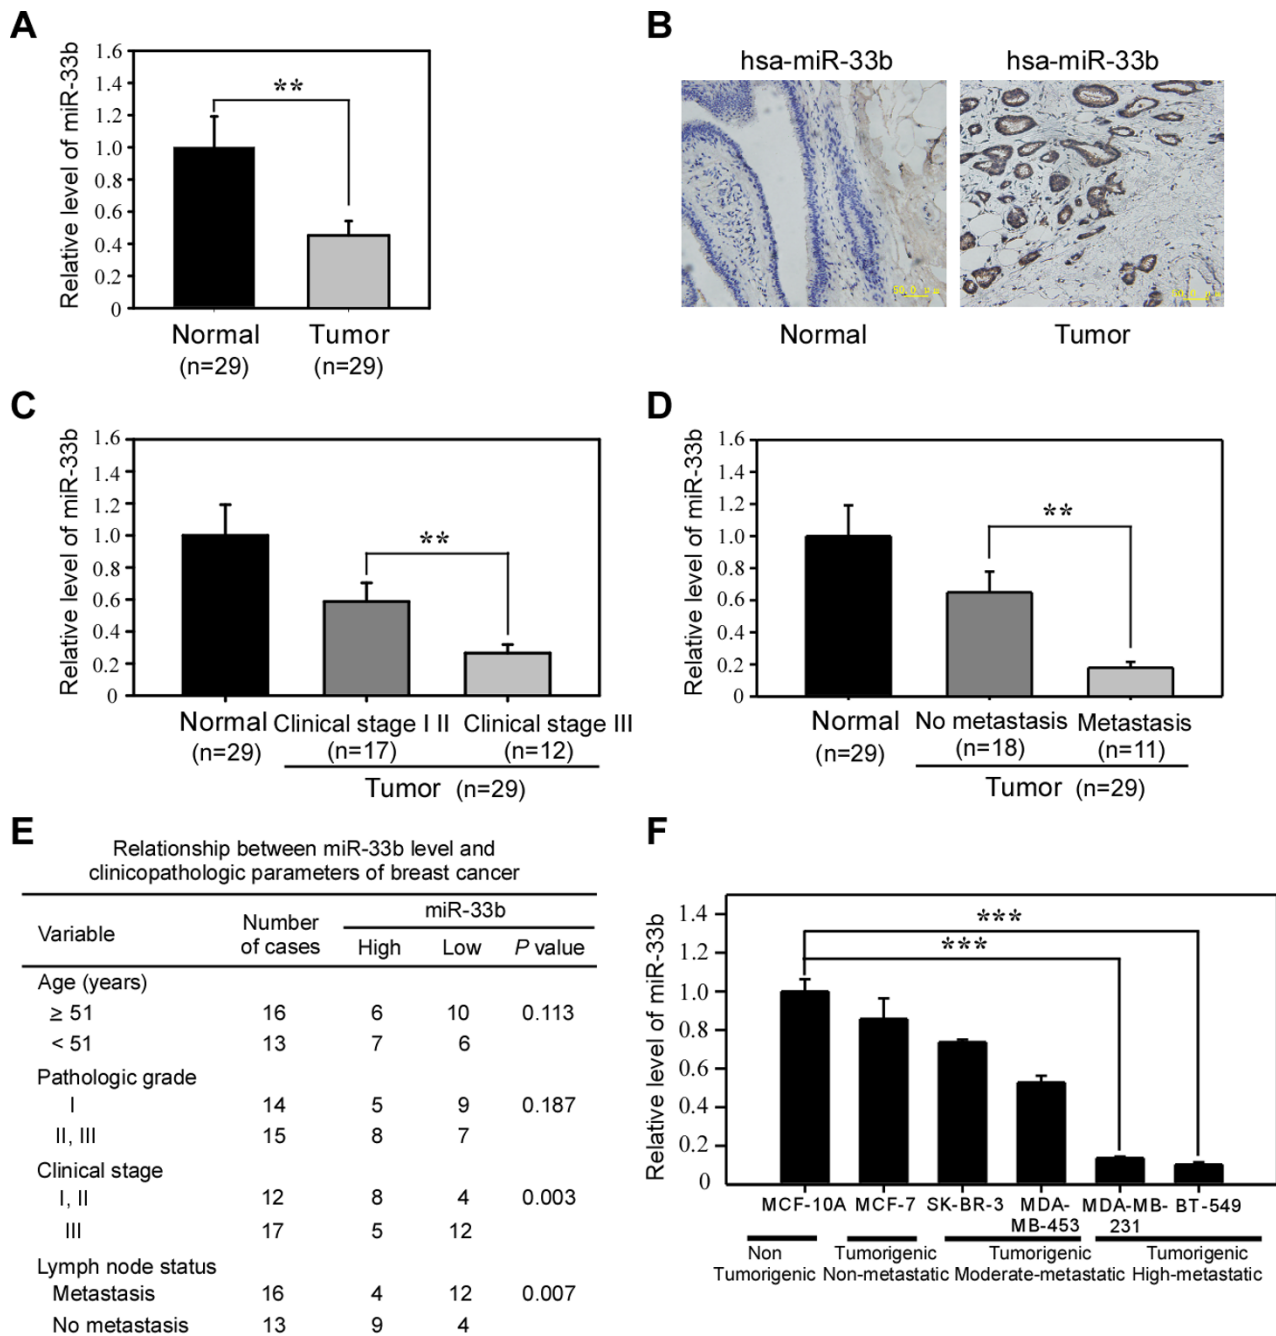 A
Relative level of miR-33b
1.6
1.4
1.2
1.0
0.8
0.6
0.4
0.2
0
**
Normal
(n=29)
Tumor
(n=29)
B
hsa-miR-33b
hsa-miR-33b
Normal
Tumor
C
Relative level of miR-33b
1.6
1.4
1.2
1.0
0.8
0.6
0.4
0.2
0
**
Normal
(n=29)
Clinical stage I II
(n=17)
Clinical stage III
(n=12)
Tumor (n=29)
D
Relative level of miR-33b
1.6
1.4
1.2
1.0
0.8
0.6
0.4
0.2
0
**
Normal
(n=29)
No metastasis
(n=18)
Metastasis
(n=11)
Tumor (n=29)
E
Relationship between miR-33b level and
clinicopathologic parameters of breast cancer
Variable Number of cases miR-33b
High Low P value
Age (years)
≥ 51 16 6 10 0.113
< 51 13 7 6
Pathologic grade
I 14 5 9 0.187
II, III 15 8 7
Clinical stage
I, II 12 8 4 0.003
III 17 5 12
Lymph node status
Metastasis 16 4 12 0.007
No metastasis 13 9 4
F
Relative level of miR-33b
1.4
1.2
1.0
0.8
0.6
0.4
0.2
0
***
***
MCF-10A
MCF-7
SK-BR-3
MDA-
MB-453
MDA-MB-
231
BT-549
Non
Tumorigenic
Tumorigenic
Non-metastatic
Tumorigenic
Moderate-metastatic
Tumorigenic
High-metastatic